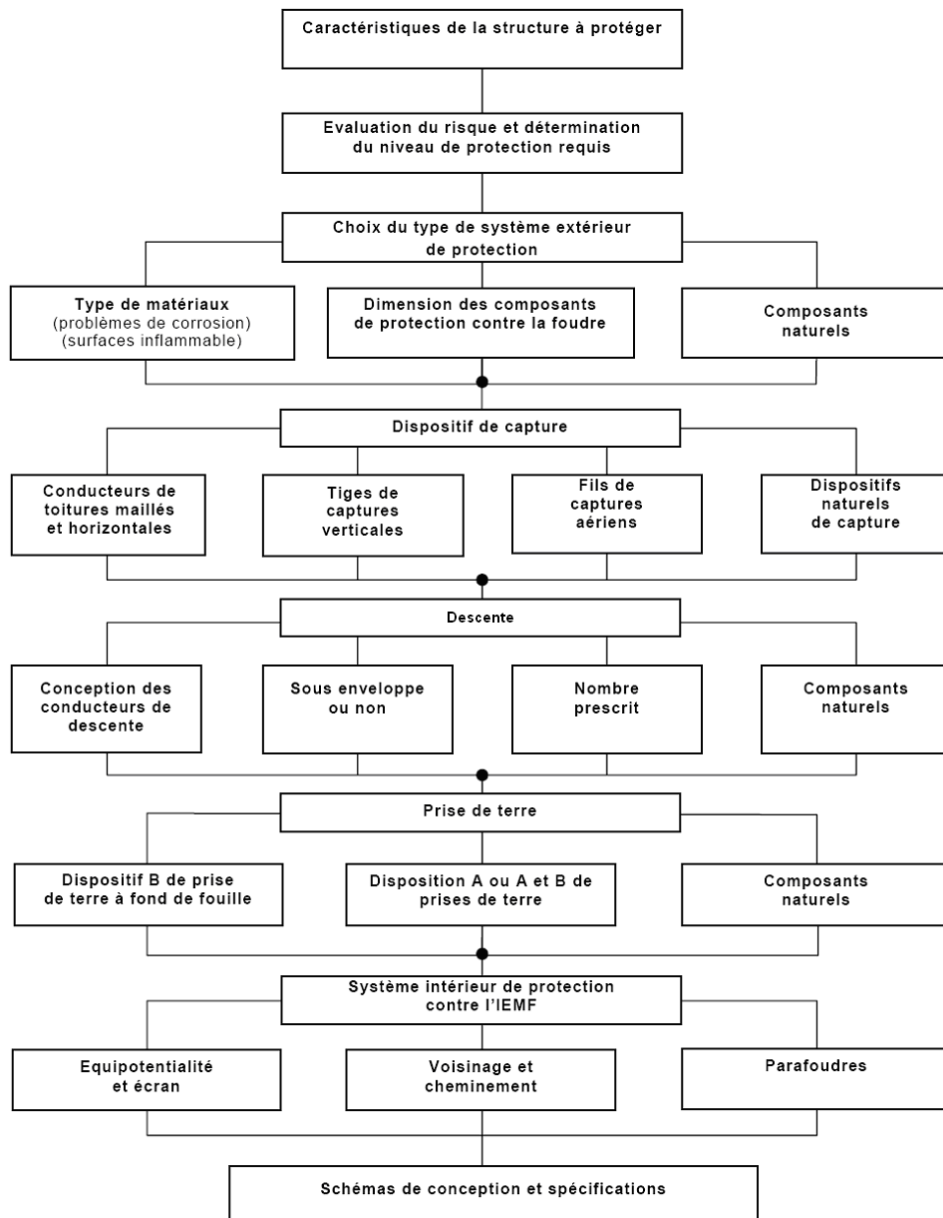 Caractéristiques de la structure à protéger
Evaluation du risque et détermination
du niveau de protection requis
Choix du type de système extérieur
de protection
Type de matériaux
(problèmes de corrosion)
(surfaces inflammable)
Dimension des composants
de protection contre la foudre
Composants
naturels
Dispositif de capture
Conducteurs de
toitures maillés
et horizontales
Tiges de
captures
verticales
Fils de
captures
aériens
Dispositifs
naturels
de capture
Descente
Conception des
conducteurs de
descente
Sous enveloppe
ou non
Nombre
prescrit
Composants
naturels
Prise de terre
Dispositif B de prise
de terre à fond de fouille
Disposition A ou A et B de
prises de terre
Composants
naturels
Système intérieur de protection
contre l'IEMF
Equipotentialité
et écran
Voisinage et
cheminement
Parafoudres
Schémas de conception et spécifications